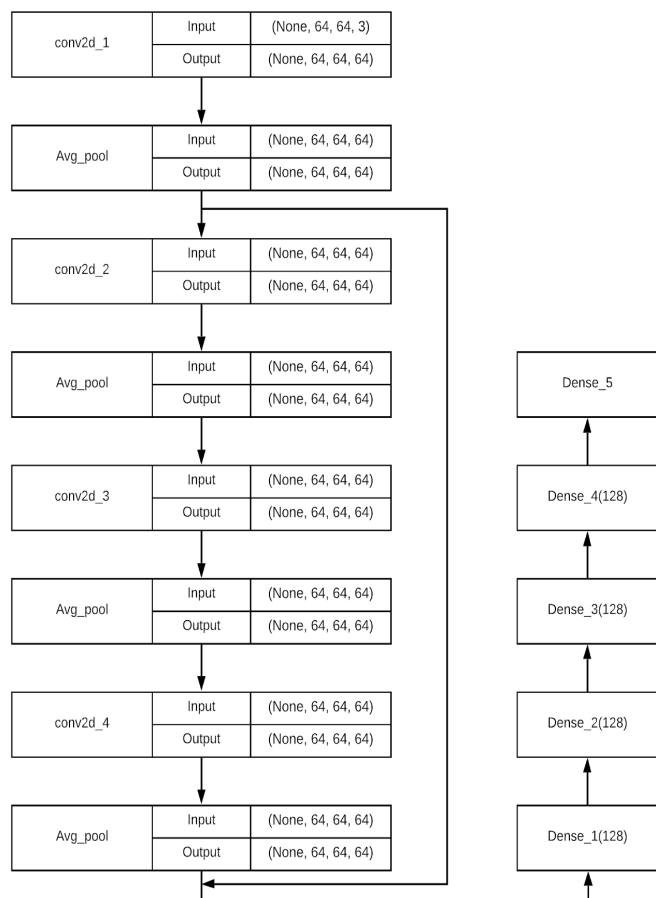 conv2d_1
Input
(None, 64, 64, 3)
Output
(None, 64, 64, 64)
Avg_pool
Input
(None, 64, 64, 64)
Output
(None, 64, 64, 64)
conv2d_2
Input
(None, 64, 64, 64)
Output
(None, 64, 64, 64)
Avg_pool
Input
(None, 64, 64, 64)
Output
(None, 64, 64, 64)
conv2d_3
Input
(None, 64, 64, 64)
Output
(None, 64, 64, 64)
Avg_pool
Input
(None, 64, 64, 64)
Output
(None, 64, 64, 64)
conv2d_4
Input
(None, 64, 64, 64)
Output
(None, 64, 64, 64)
Avg_pool
Input
(None, 64, 64, 64)
Output
(None, 64, 64, 64)
Dense_5
Dense_4(128)
Dense_3(128)
Dense_2(128)
Dense_1(128)